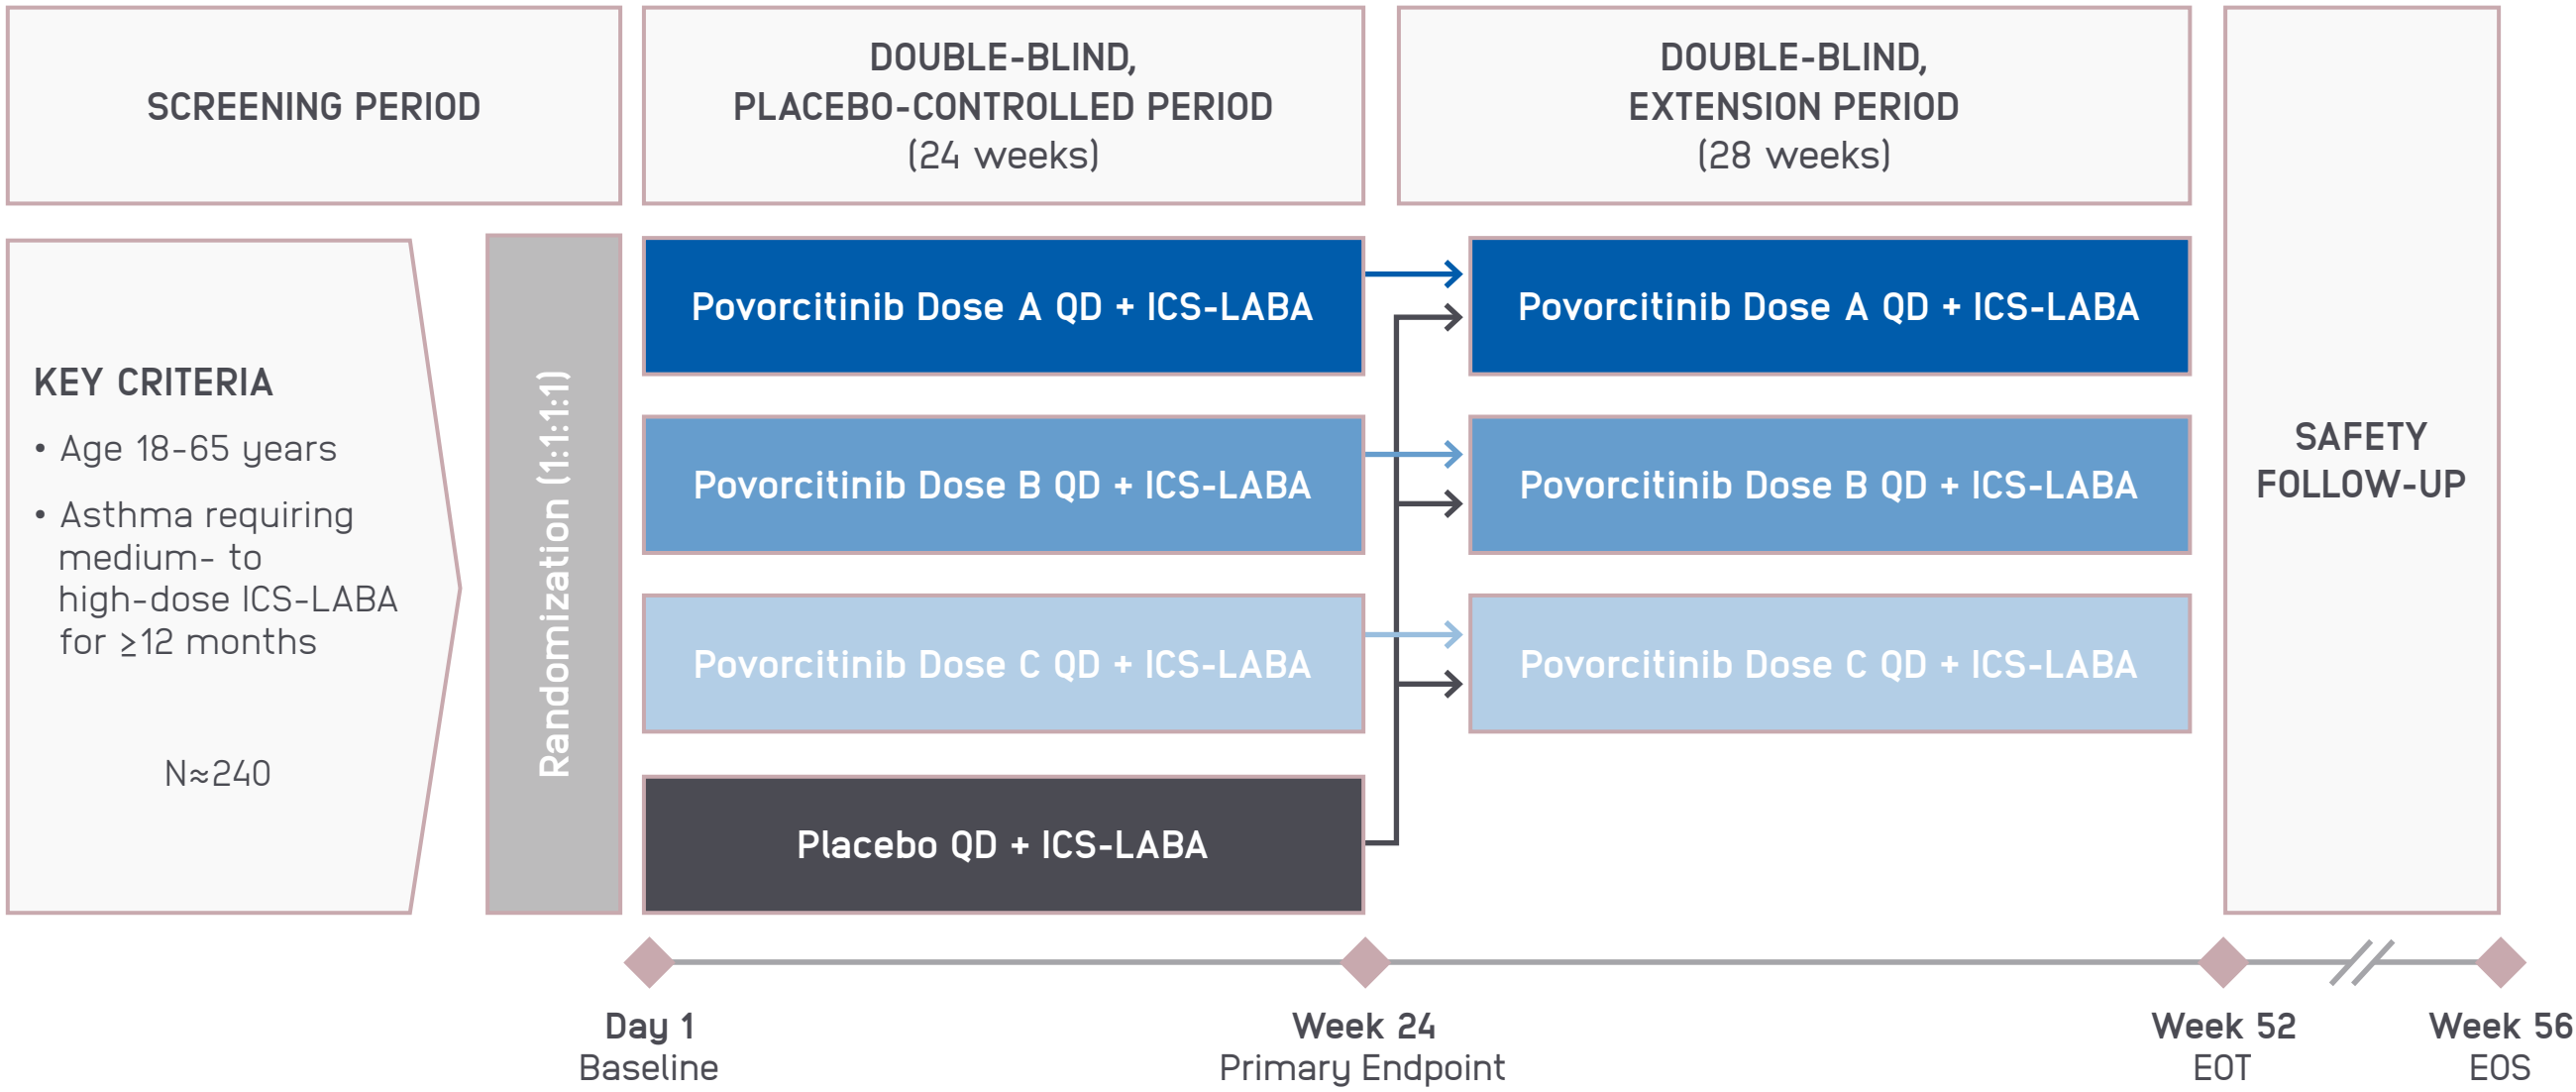 SCREENING PERIOD
DOUBLE-BLIND,
PLACEBO-CONTROLLED PERIOD
(24 weeks)
DOUBLE-BLIND,
EXTENSION PERIOD
(28 weeks)
SAFETY
FOLLOW-UP
KEY CRITERIA
• Age 18-65 years
• Asthma requiring
medium- to
high-dose ICS-LABA
for ≥12 months
N≈240
Randomization (1:1:1:1)
Povorcitinib Dose A QD + ICS-LABA
Povorcitinib Dose B QD + ICS-LABA
Povorcitinib Dose C QD + ICS-LABA
Placebo QD + ICS-LABA
Povorcitinib Dose A QD + ICS-LABA
Povorcitinib Dose B QD + ICS-LABA
Povorcitinib Dose C QD + ICS-LABA
Day 1
Baseline
Week 24
Primary Endpoint
Week 52
EOT
Week 56
EOS